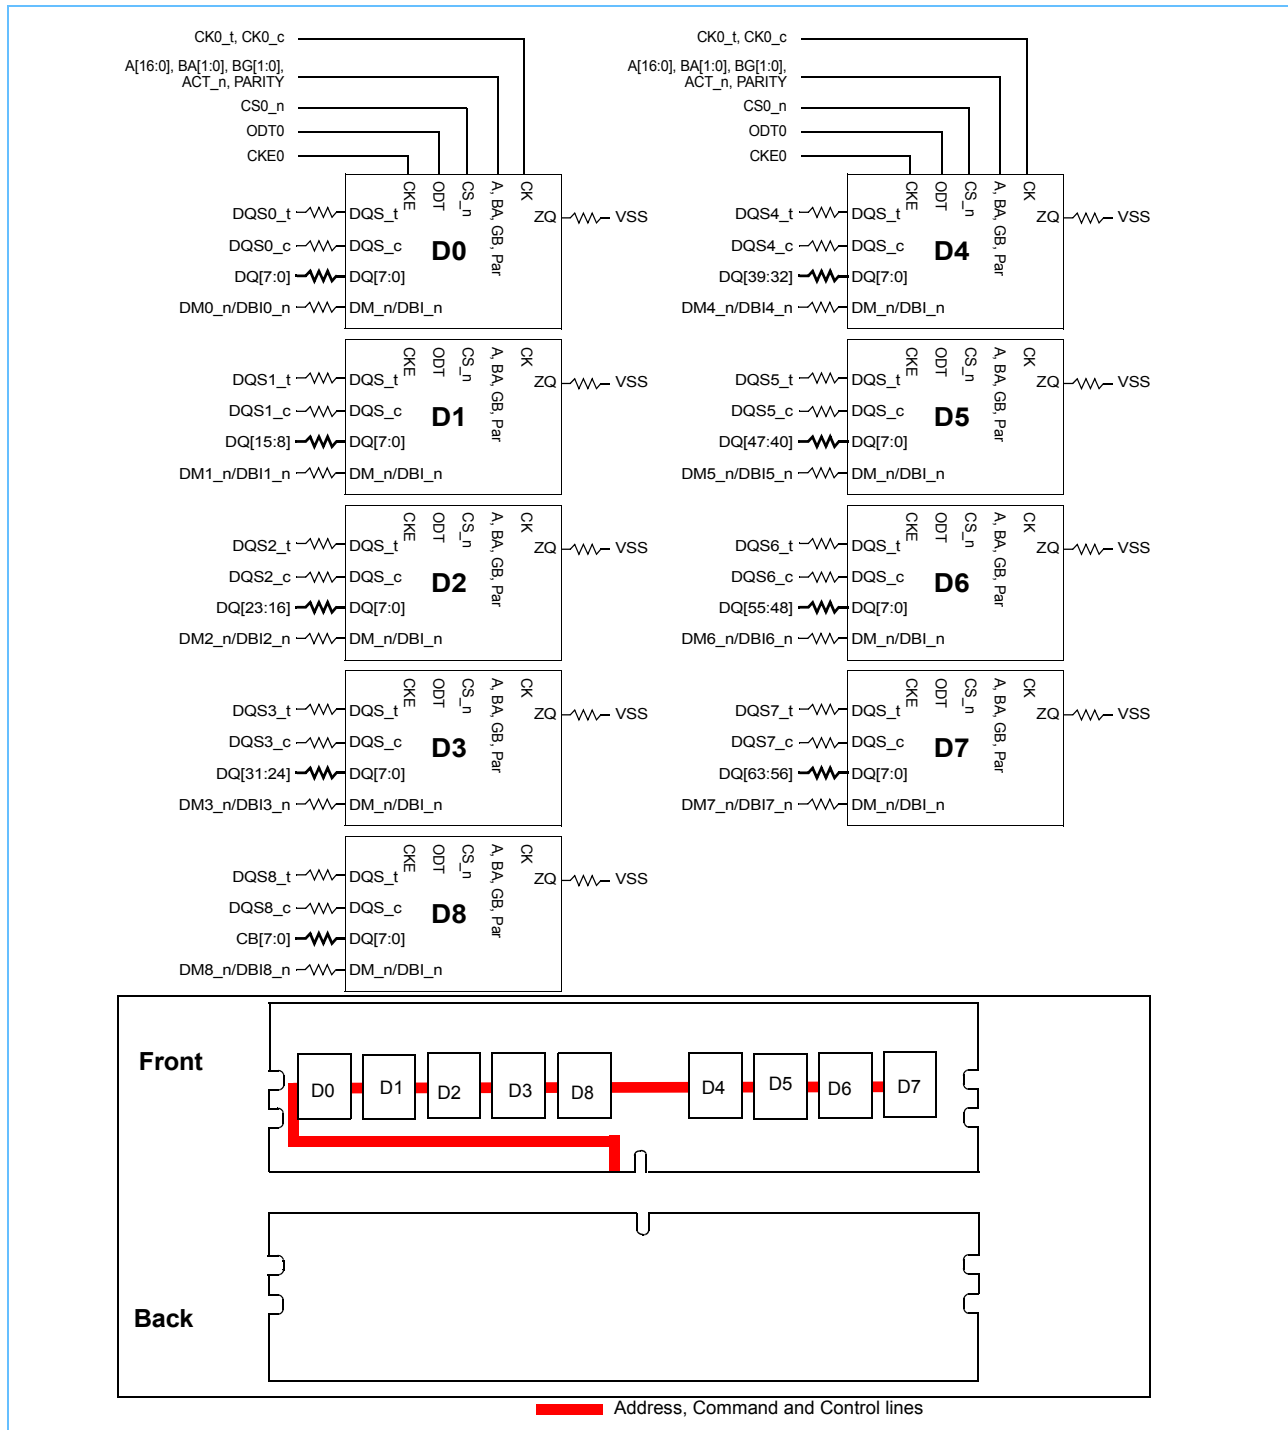 CK0_t, CK0_c
A[16:0], BA[1:0], BG[1:0],
ACT_n, PARITY
CS0_n
ODT0
CKE0
CKE
ODT
CS_n
A, BA, GB, Par
CK
DQS0_t
DQS_t
ZQ
VSS
DQS0_c
DQS_c
D0
DQ[7:0]
DQ[7:0]
DM0_n/DBI0_n
DM_n/DBI_n
CKE
ODT
CS_n
A, BA, GB, Par
CK
DQS1_t
DQS_t
ZQ
VSS
DQS1_c
DQS_c
D1
DQ[15:8]
DQ[7:0]
DM1_n/DBI1_n
DM_n/DBI_n
CKE
ODT
CS_n
A, BA, GB, Par
CK
DQS2_t
DQS_t
ZQ
VSS
DQS2_c
DQS_c
D2
DQ[23:16]
DQ[7:0]
DM2_n/DBI2_n
DM_n/DBI_n
CKE
ODT
CS_n
A, BA, GB, Par
CK
DQS3_t
DQS_t
ZQ
VSS
DQS3_c
DQS_c
D3
DQ[31:24]
DQ[7:0]
DM3_n/DBI3_n
DM_n/DBI_n
CKE
ODT
CS_n
A, BA, GB, Par
CK
DQS8_t
DQS_t
ZQ
VSS
DQS8_c
DQS_c
D8
CB[7:0]
DQ[7:0]
DM8_n/DBI8_n
DM_n/DBI_n
CK0_t, CK0_c
A[16:0], BA[1:0], BG[1:0],
ACT_n, PARITY
CS0_n
ODT0
CKE0
CKE
ODT
CS_n
A, BA, GB, Par
CK
DQS4_t
DQS_t
ZQ
VSS
DQS4_c
DQS_c
D4
DQ[39:32]
DQ[7:0]
DM4_n/DBI4_n
DM_n/DBI_n
CKE
ODT
CS_n
A, BA, GB, Par
CK
DQS5_t
DQS_t
ZQ
VSS
DQS5_c
DQS_c
D5
DQ[47:40]
DQ[7:0]
DM5_n/DBI5_n
DM_n/DBI_n
CKE
ODT
CS_n
A, BA, GB, Par
CK
DQS6_t
DQS_t
ZQ
VSS
DQS6_c
DQS_c
D6
DQ[55:48]
DQ[7:0]
DM6_n/DBI6_n
DM_n/DBI_n
CKE
ODT
CS_n
A, BA, GB, Par
CK
DQS7_t
DQS_t
ZQ
VSS
DQS7_c
DQS_c
D7
DQ[63:56]
DQ[7:0]
DM7_n/DBI7_n
DM_n/DBI_n
Front
D0 D1 D2 D3 D8 D4 D5 D6 D7
Back
Address, Command and Control lines